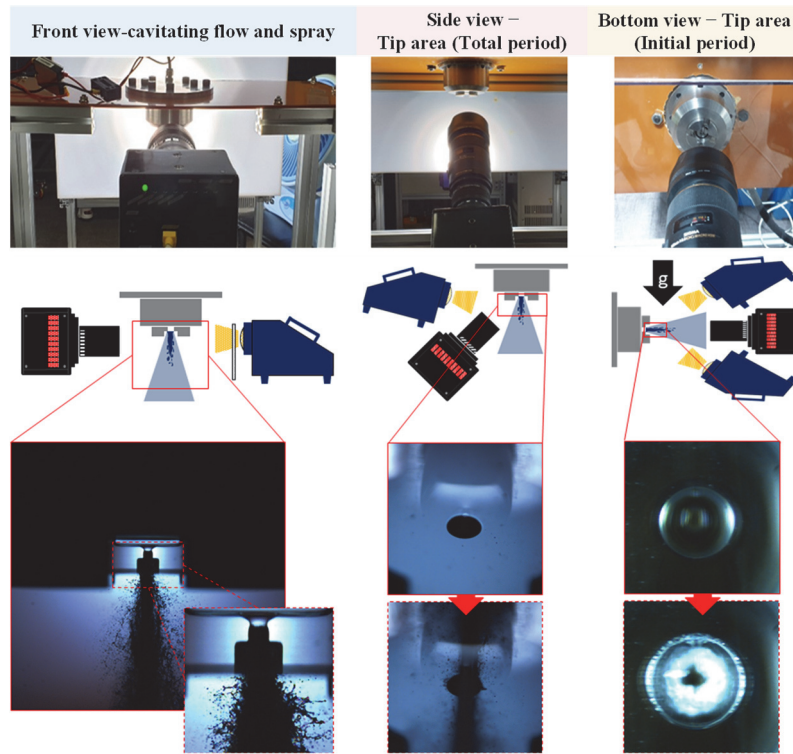 Front view-cavitating flow and spray
Side view –
Tip area (Total period)
Bottom view – Tip area
(Initial period)
g